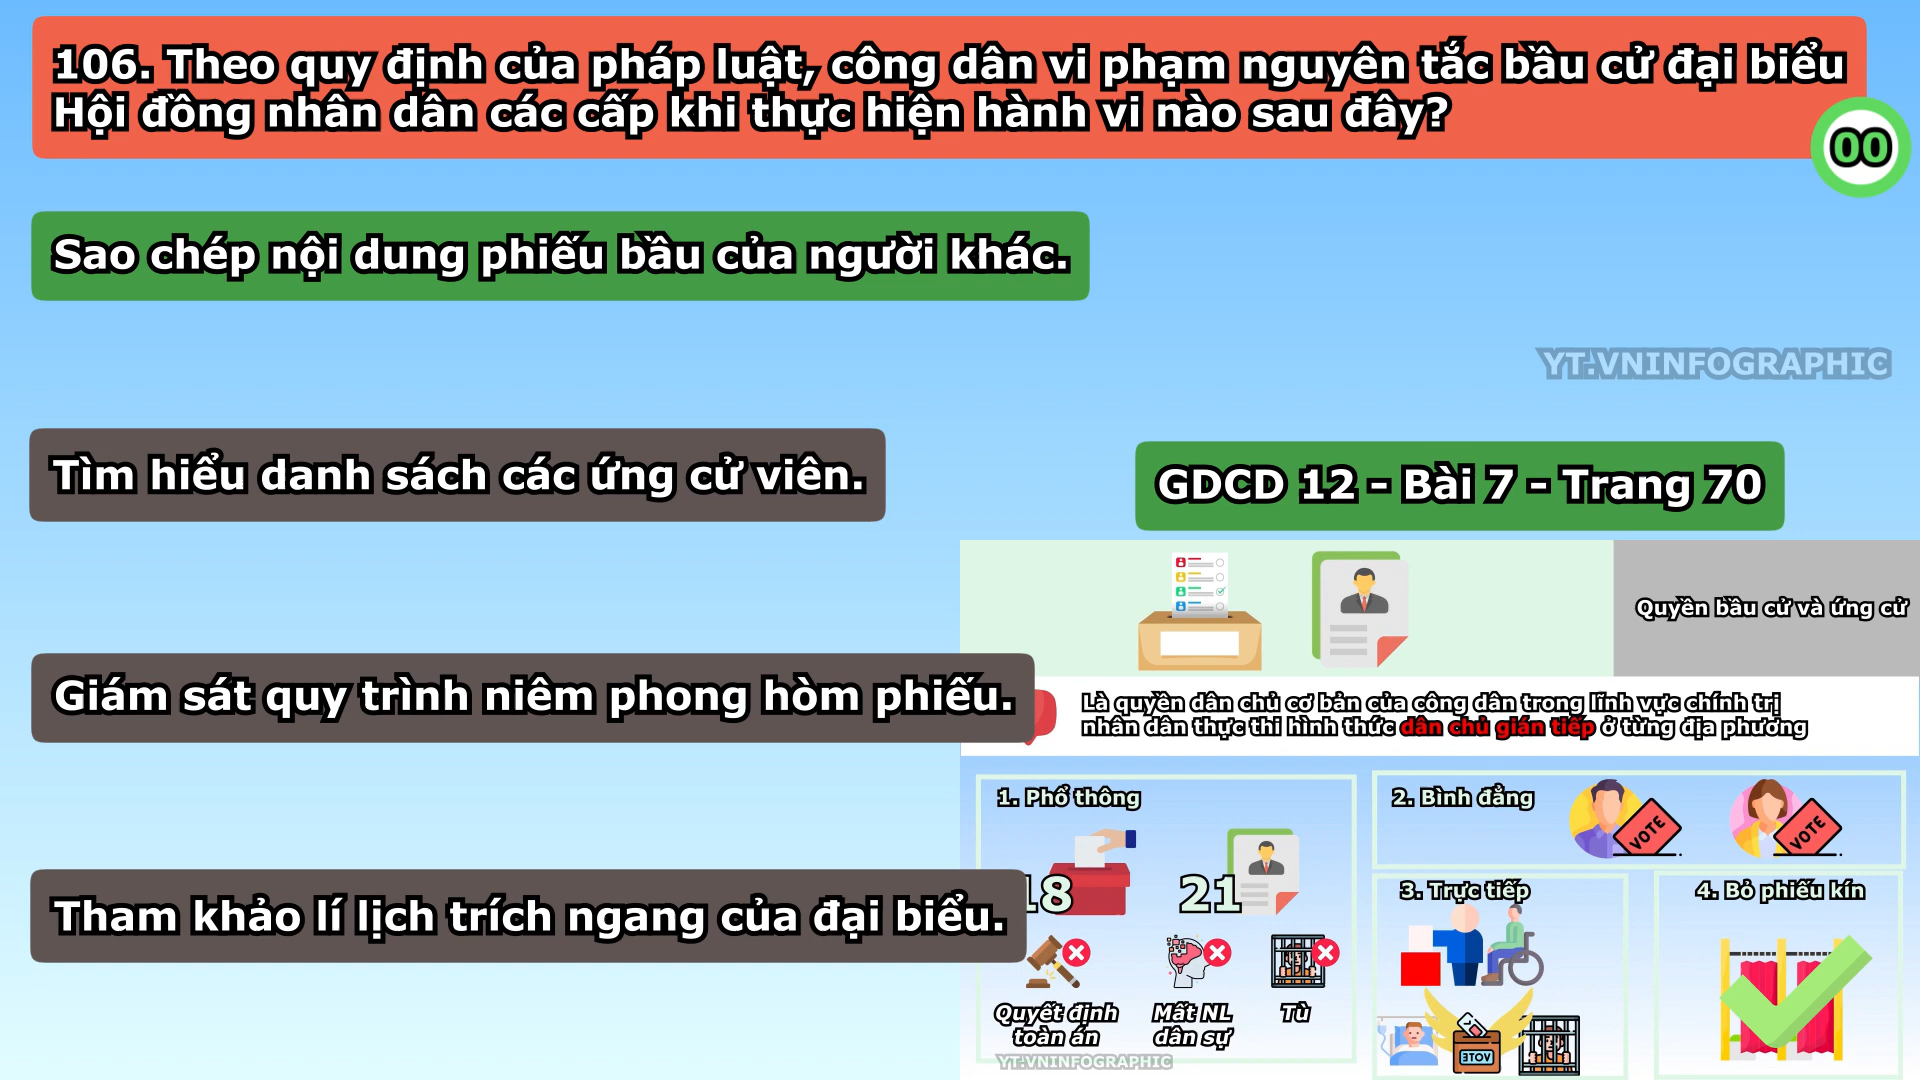 106. Theo quy định của pháp luật, công dân vi phạm nguyên tắc bầu cử đại biểu
Hội đồng nhân dân các cấp khi thực hiện hành vi nào sau đây?
00
Sao chép nội dung phiếu bầu của người khác.
YT.VNINFOGRAPHIC
Tìm hiểu danh sách các ứng cử viên.
GDCD 12 - Bài 7 - Trang 70
Quyền bầu cử và ứng cử
Giám sát quy trình niêm phong hòm phiếu.
Là quyền dân chủ cơ bản của công dân trong lĩnh vực chính trị
nhân dân thực thi hình thức dân chủ gián tiếp ở từng địa phương
1. Phổ thông
2. Bình đẳng
VOTE
VOTE
Tham khảo lí lịch trích ngang của đại biểu.
18
21
3. Trực tiếp
4. Bỏ phiếu kín
Quyết định
toàn án
Mất NL
dân sự
Tù
VOTE
YT.VNINFOGRAPHIC